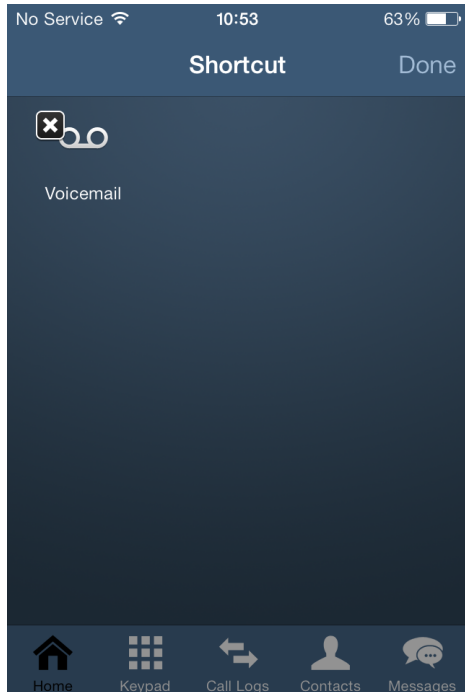 No Service 10:53 63%
Shortcut Done
Voicemail
Home Keypad Call Logs Contacts Messages